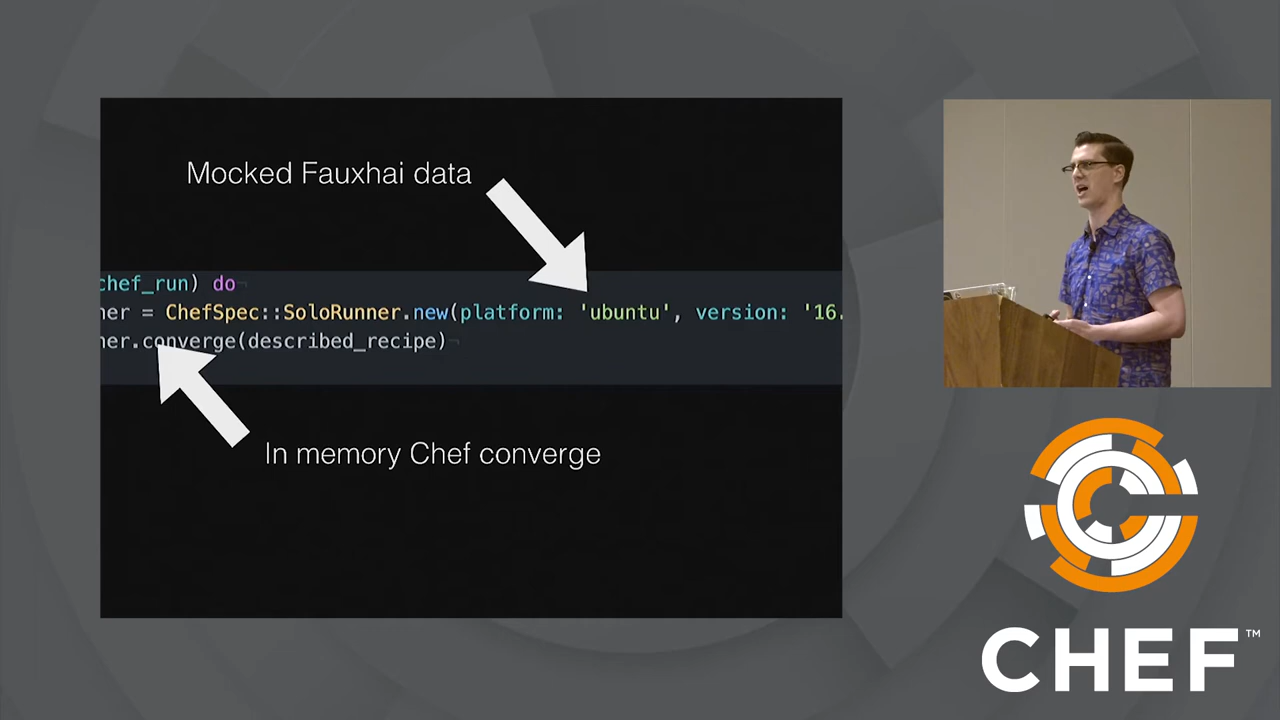 Mocked Fauxhai data
chef_run) do
ner = ChefSpec::SoloRunner.new(platform: 'ubuntu', version: '16.
ner.converge(described_recipe)
In memory Chef converge
CHEF™